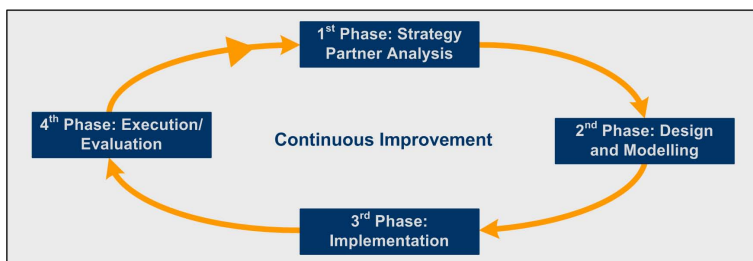 1st Phase: Strategy
Partner Analysis
4th Phase: Execution/
Evaluation
Continuous Improvement
2nd Phase: Design
and Modelling
3rd Phase:
Implementation